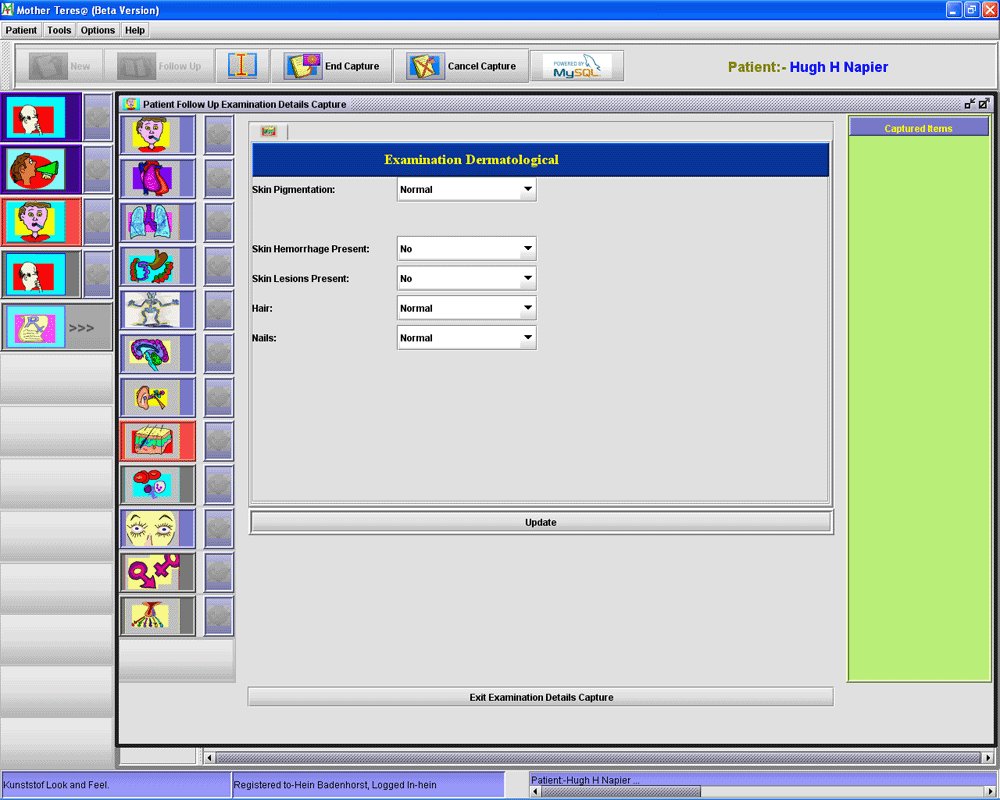 Mother Teres@ (Beta Version)
Patient Tools Options Help
New Follow Up End Capture Cancel Capture POWERED BY MySQL Patient:- Hugh H Napier
Patient Follow Up Examination Details Capture
Captured Items
Examination Dermatological
Skin Pigmentation: Normal
Skin Hemorrhage Present: No
Skin Lesions Present: No
Hair: Normal
Nails: Normal
>>>
Update
Exit Examination Details Capture
Kunststof Look and Feel. Registered to-Hein Badenhorst, Logged In-hein Patient:-Hugh H Napier ...